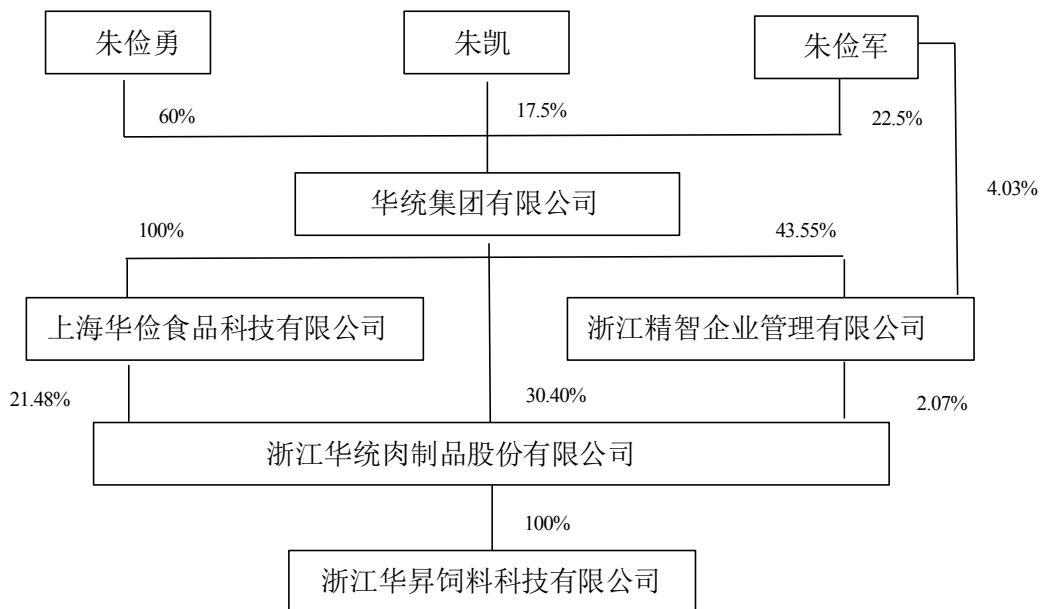 朱俭勇
朱凯
朱俭军
60%
17.5%
22.5%
4.03%
华统集团有限公司
100%
43.55%
上海华俭食品科技有限公司
浙江精智企业管理有限公司
21.48%
30.40%
2.07%
浙江华统肉制品股份有限公司
100%
浙江华昇饲料科技有限公司